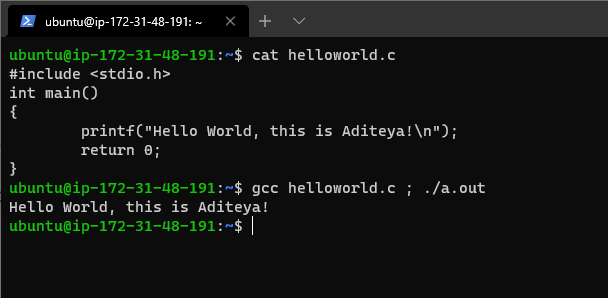 ubuntu@ip-172-31-48-191: ~
ubuntu@ip-172-31-48-191:~$ cat helloworld.c
#include <stdio.h>
int main()
{
        printf("Hello World, this is Aditeya!\n");
        return 0;
}
ubuntu@ip-172-31-48-191:~$ gcc helloworld.c ; ./a.out
Hello World, this is Aditeya!
ubuntu@ip-172-31-48-191:~$